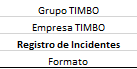 Grupo TIMBO
Empresa TIMBO
Registro de Incidentes
Formato